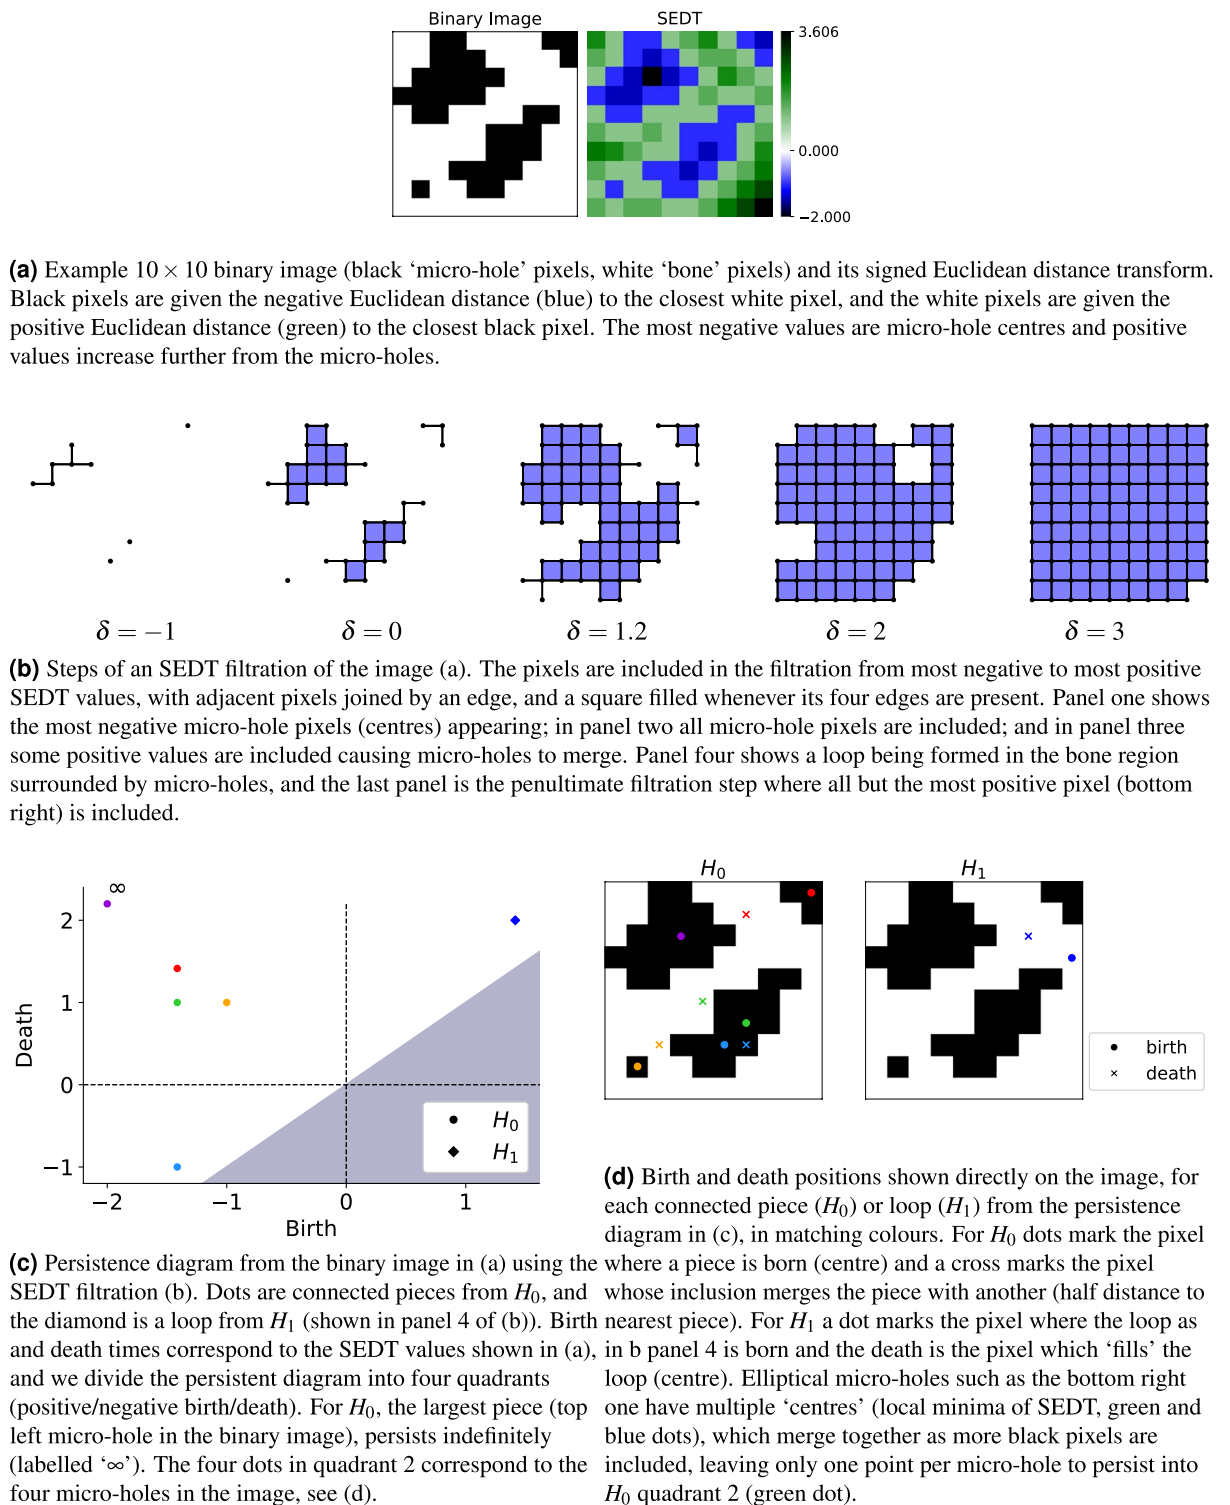 Binary Image
SEDT
3.606
0.000
−2.000
(a) Example 10 × 10 binary image (black ‘micro-hole’ pixels, white ‘bone’ pixels) and its signed Euclidean distance transform.
Black pixels are given the negative Euclidean distance (blue) to the closest white pixel, and the white pixels are given the
positive Euclidean distance (green) to the closest black pixel. The most negative values are micro-hole centres and positive
values increase further from the micro-holes.
δ = −1
δ = 0
δ = 1.2
δ = 2
δ = 3
(b) Steps of an SEDT filtration of the image (a). The pixels are included in the filtration from most negative to most positive
SEDT values, with adjacent pixels joined by an edge, and a square filled whenever its four edges are present. Panel one shows
the most negative micro-hole pixels (centres) appearing; in panel two all micro-hole pixels are included; and in panel three
some positive values are included causing micro-holes to merge. Panel four shows a loop being formed in the bone region
surrounded by micro-holes, and the last panel is the penultimate filtration step where all but the most positive pixel (bottom
right) is included.
∞
2
1
0
−1
Death
−2
−1
0
1
Birth
H₀
H₁
(c) Persistence diagram from the binary image in (a) using the
SEDT filtration (b). Dots are connected pieces from H₀, and
the diamond is a loop from H₁ (shown in panel 4 of (b)). Birth
and death times correspond to the SEDT values shown in (a),
and we divide the persistent diagram into four quadrants
(positive/negative birth/death). For H₀, the largest piece (top
left micro-hole in the binary image), persists indefinitely
(labelled ‘∞’). The four dots in quadrant 2 correspond to the
four micro-holes in the image, see (d).
H₀
H₁
birth
death
(d) Birth and death positions shown directly on the image, for
each connected piece (H₀) or loop (H₁) from the persistence
diagram in (c), in matching colours. For H₀ dots mark the pixel
where a piece is born (centre) and a cross marks the pixel
whose inclusion merges the piece with another (half distance to
nearest piece). For H₁ a dot marks the pixel where the loop as
in b panel 4 is born and the death is the pixel which ‘fills’ the
loop (centre). Elliptical micro-holes such as the bottom right
one have multiple ‘centres’ (local minima of SEDT, green and
blue dots), which merge together as more black pixels are
included, leaving only one point per micro-hole to persist into
H₀ quadrant 2 (green dot).